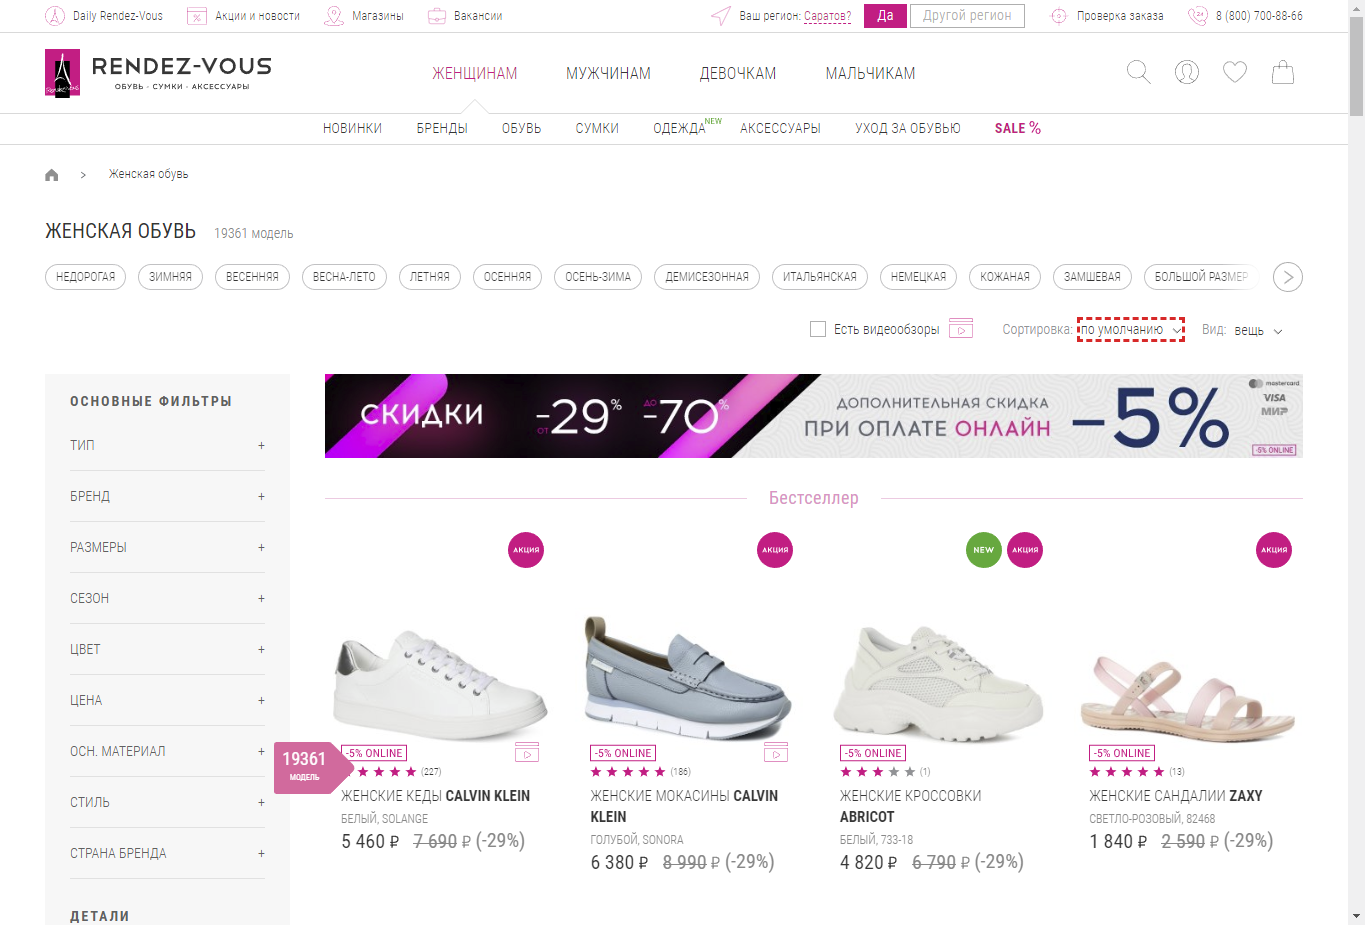 Daily Rendez-Vous
Акции и новости
Магазины
Вакансии
Ваш регион: Саратов?
Да
Другой регион
Проверка заказа
8 (800) 700-88-66
Rendez-Vous
RENDEZ-VOUS
ОБУВЬ · СУМКИ · АКСЕССУАРЫ
ЖЕНЩИНАМ
МУЖЧИНАМ
ДЕВОЧКАМ
МАЛЬЧИКАМ
НОВИНКИ
БРЕНДЫ
ОБУВЬ
СУМКИ
ОДЕЖДА NEW
АКСЕССУАРЫ
УХОД ЗА ОБУВЬЮ
SALE %
> Женская обувь
ЖЕНСКАЯ ОБУВЬ 19361 модель
НЕДОРОГАЯ
ЗИМНЯЯ
ВЕСЕННЯЯ
ВЕСНА-ЛЕТО
ЛЕТНЯЯ
ОСЕННЯЯ
ОСЕНЬ-ЗИМА
ДЕМИСЕЗОННАЯ
ИТАЛЬЯНСКАЯ
НЕМЕЦКАЯ
КОЖАНАЯ
ЗАМШЕВАЯ
БОЛЬШОЙ РАЗМЕР
Есть видеообзоры
Сортировка: по умолчанию
Вид: вещь
ОСНОВНЫЕ ФИЛЬТРЫ
ТИП +
БРЕНД +
РАЗМЕРЫ +
СЕЗОН +
ЦВЕТ +
ЦЕНА +
ОСН. МАТЕРИАЛ +
СТИЛЬ +
СТРАНА БРЕНДА +
ДЕТАЛИ
19361
МОДЕЛЬ
СКИДКИ
ОТ -29% ДО -70%
ДОПОЛНИТЕЛЬНАЯ СКИДКА
ПРИ ОПЛАТЕ ОНЛАЙН
-5%
mastercard
VISA
МИР
-5% ONLINE
Бестселлер
АКЦИЯ
-5% ONLINE
(227)
ЖЕНСКИЕ КЕДЫ CALVIN KLEIN
БЕЛЫЙ, SOLANGE
5 460 ₽ 7 690 ₽ (-29%)
АКЦИЯ
-5% ONLINE
(186)
ЖЕНСКИЕ МОКАСИНЫ CALVIN
KLEIN
ГОЛУБОЙ, SONORA
6 380 ₽ 8 990 ₽ (-29%)
NEW
АКЦИЯ
-5% ONLINE
(1)
ЖЕНСКИЕ КРОССОВКИ
ABRICOT
БЕЛЫЙ, 733-18
4 820 ₽ 6 790 ₽ (-29%)
АКЦИЯ
-5% ONLINE
(13)
ЖЕНСКИЕ САНДАЛИИ ZAXY
СВЕТЛО-РОЗОВЫЙ, 82468
1 840 ₽ 2 590 ₽ (-29%)